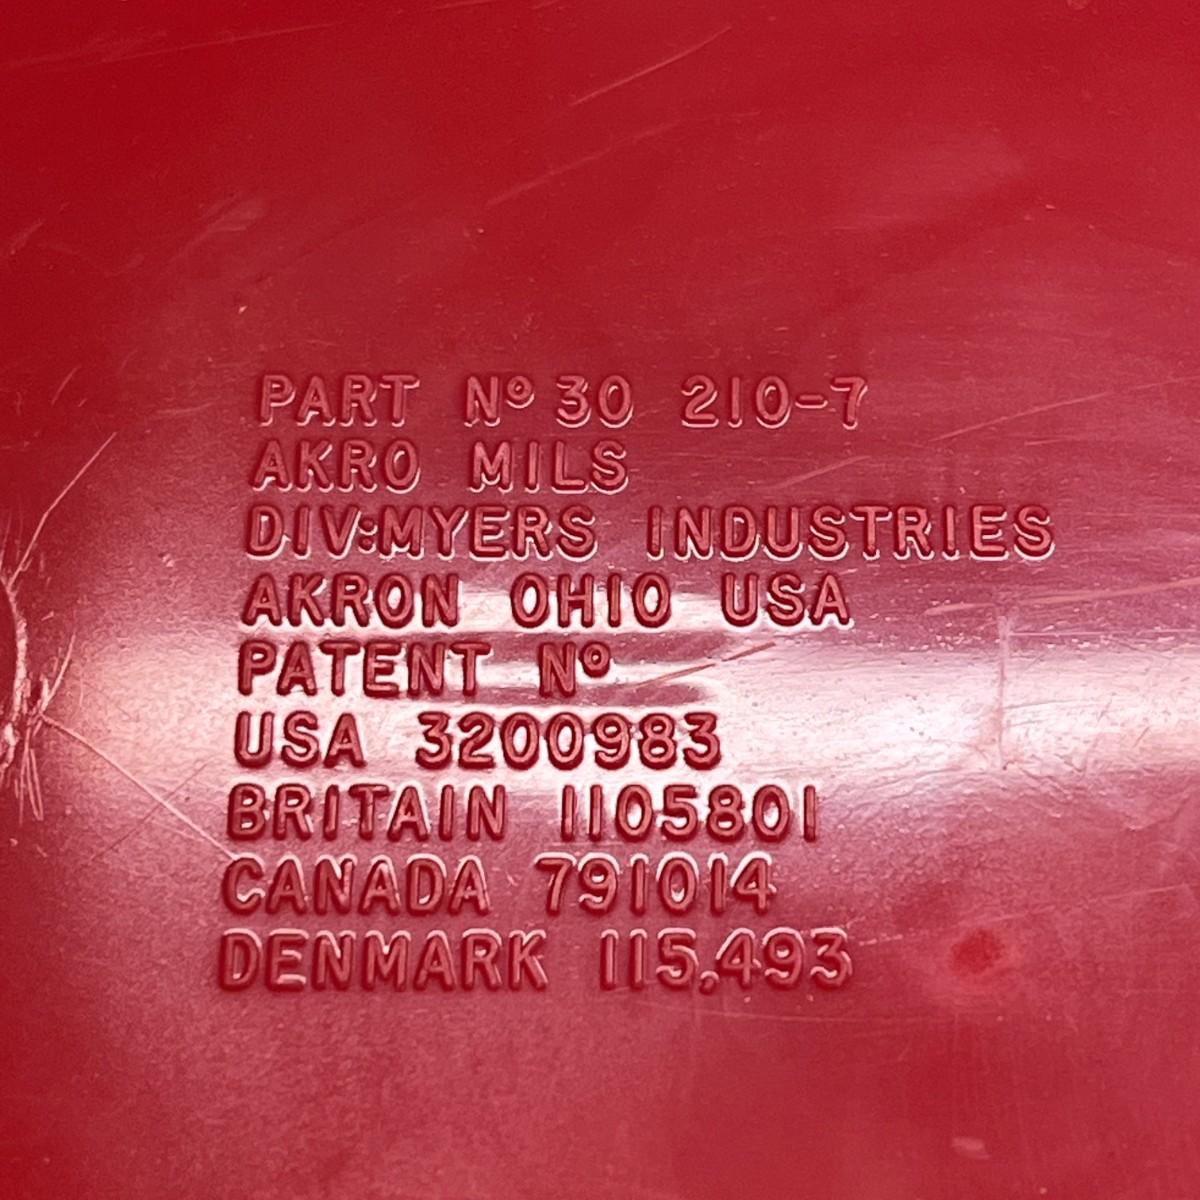 PART Nº 30 210-7
AKRO MILS
DIV:MYERS INDUSTRIES
AKRON OHIO USA
PATENT Nº
USA 3200983
BRITAIN 1105801
CANADA 791014
DENMARK 115,493